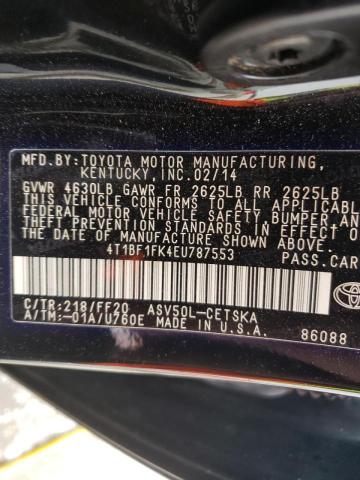 MFD.BY:TOYOTA MOTOR MANUFACTURING,
KENTUCKY,INC.02/14
GVWR 4630LB GAWR FR 2625LB RR 2625LB
THIS VEHICLE CONFORMS TO ALL APPLICABLE
FEDERAL MOTOR VEHICLE SAFETY, BUMPER AND
THEFT PREVENTION STANDARDS IN EFFECT ON
THE DATE OF MANUFACTURE SHOWN ABOVE.
4T1BF1FK4EU787553 PASS.CAR
C/TR:218/FF20 ASV50L-CETSKA
A/TM:-01A/U760E MADE IN U.S.A. 86088